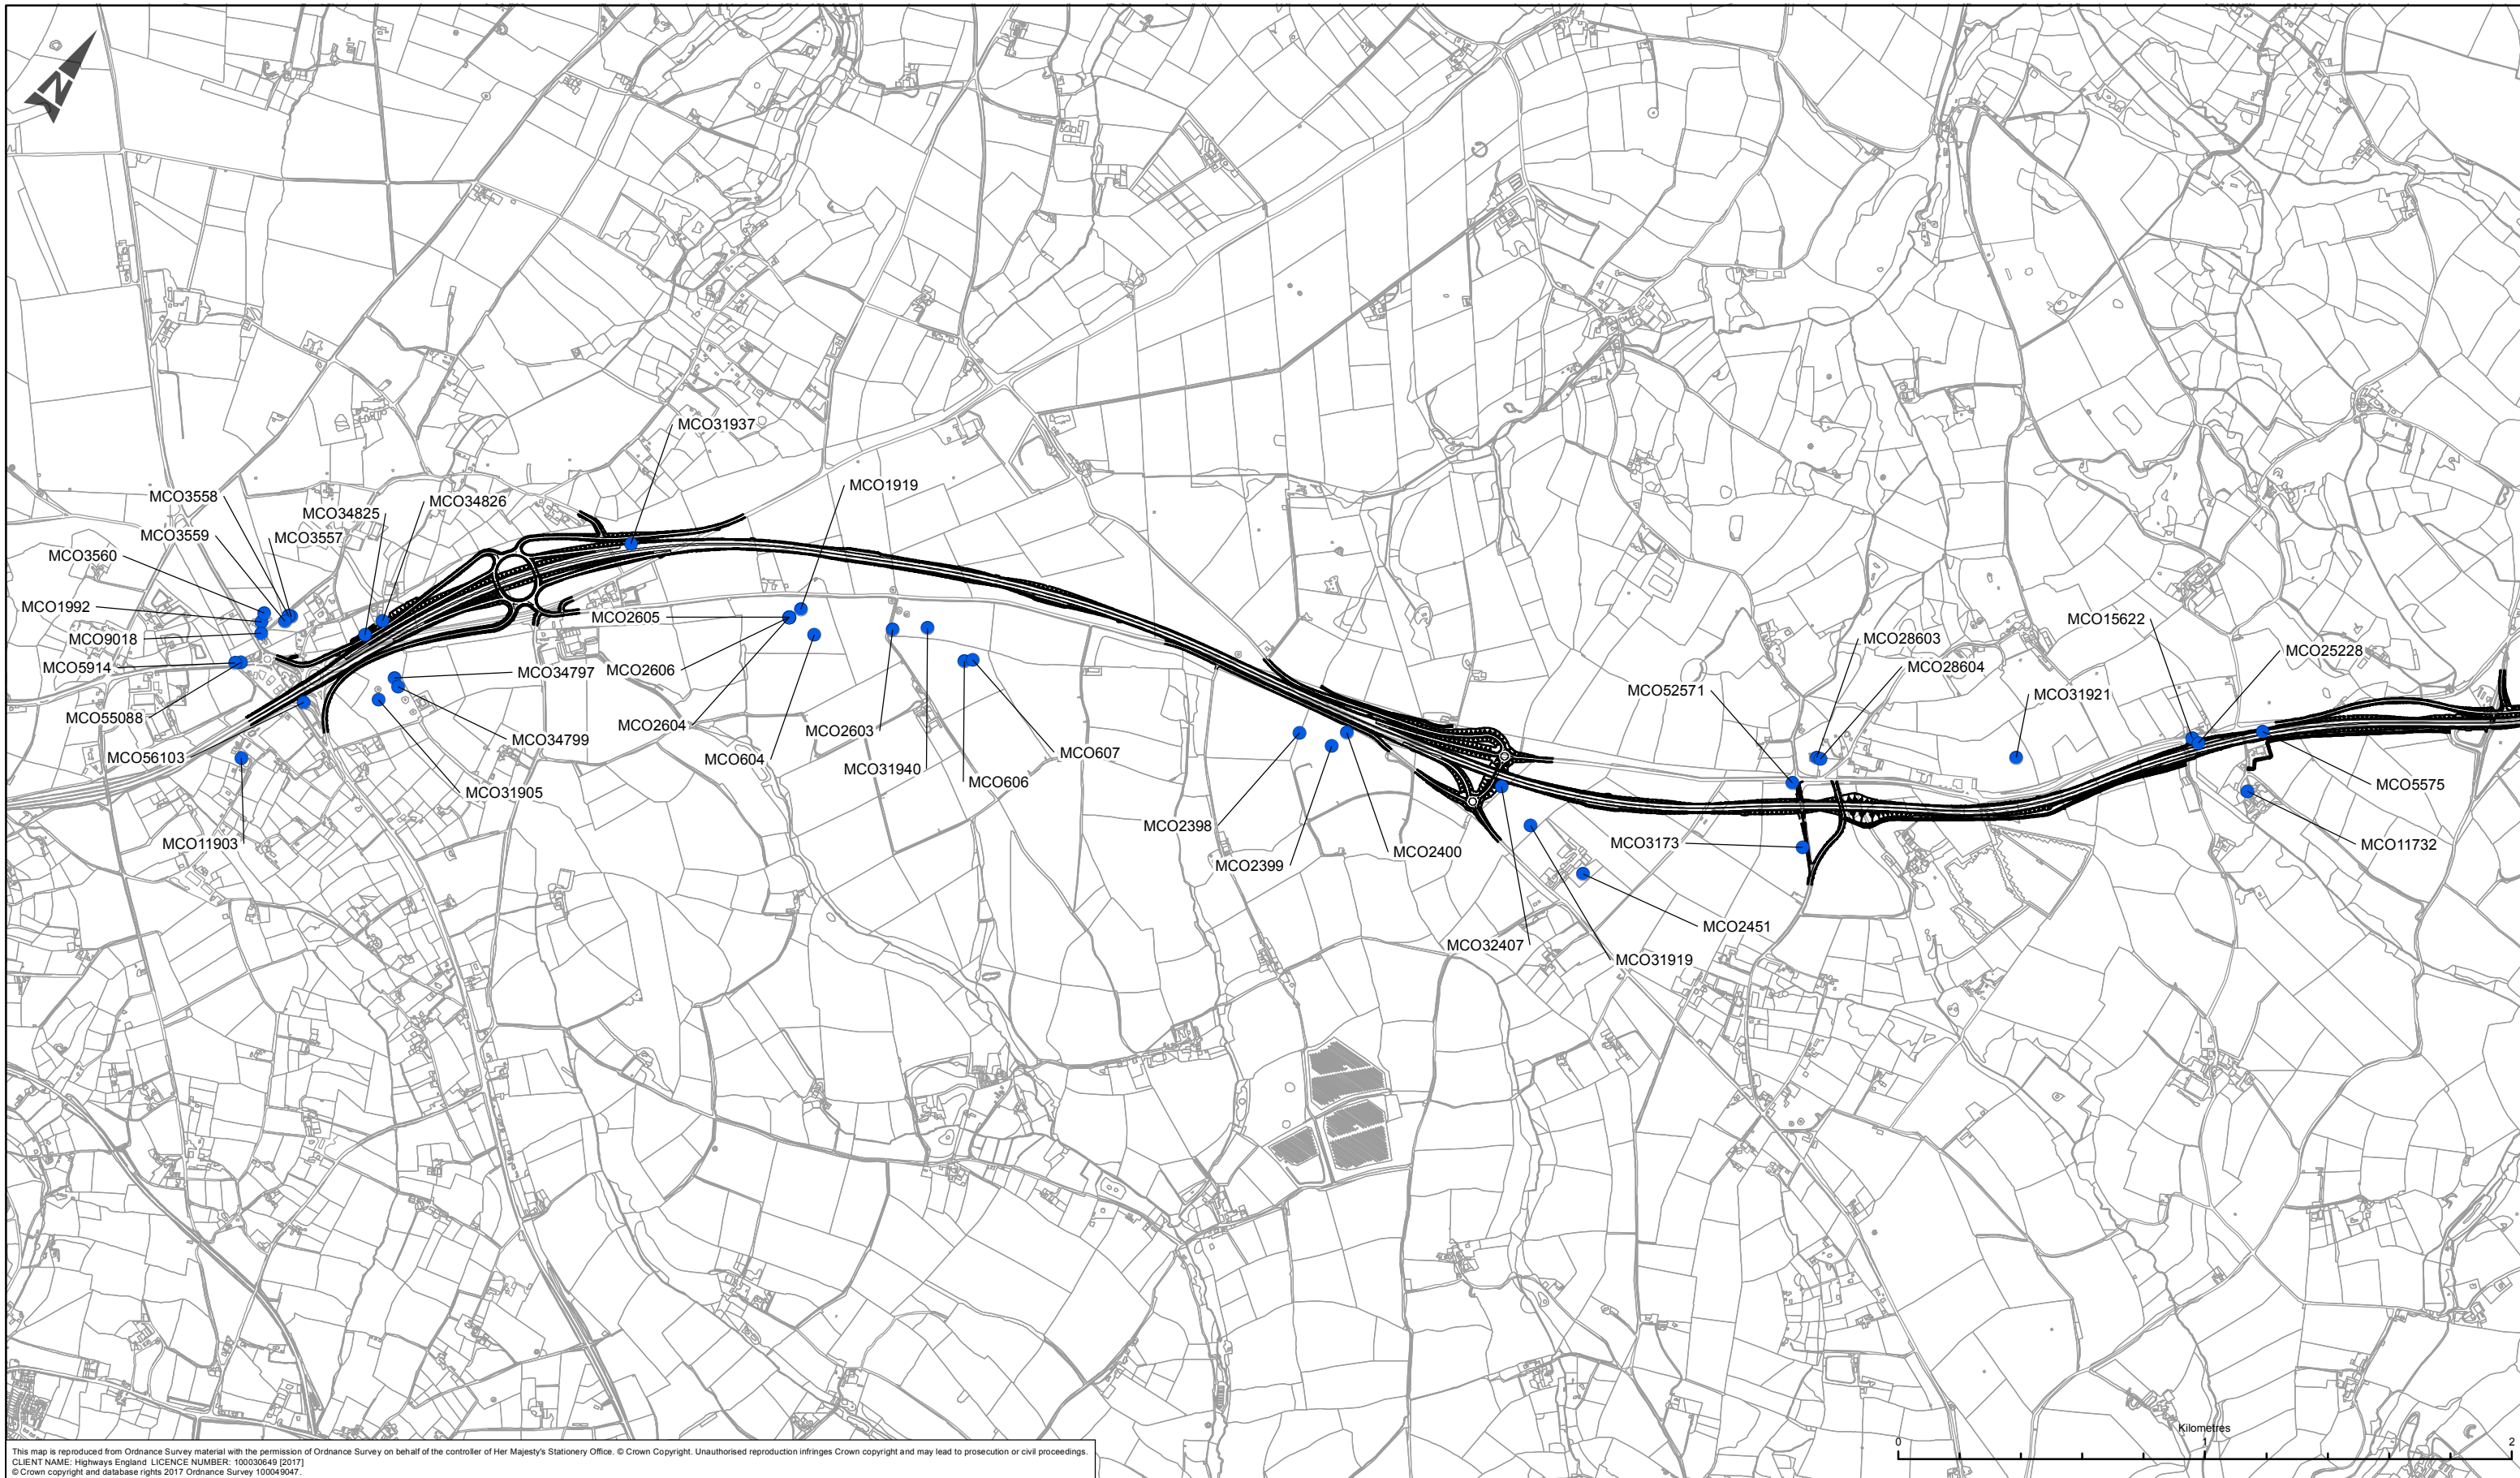 N
MCO31937
MCO3558
MCO34825
MCO34826
MCO1919
MCO3559
MCO3557
MCO3560
MCO1992
MCO2605
MCO9018
MCO15622
MCO28603
MCO25228
MCO5914
MCO34797
MCO2606
MCO28604
MCO52571
MCO31921
MCO55088
MCO2604
MCO2603
MCO34799
MCO56103
MCO604
MCO607
MCO31940
MCO606
MCO5575
MCO31905
MCO2398
MCO11903
MCO3173
MCO11732
MCO2400
MCO2399
MCO2451
MCO32407
MCO31919
Kilometres
0 1 2
This map is reproduced from Ordnance Survey material with the permission of Ordnance Survey on behalf of the controller of Her Majesty's Stationery Office. © Crown Copyright. Unauthorised reproduction infringes Crown copyright and may lead to prosecution or civil proceedings.
CLIENT NAME: Highways England LICENCE NUMBER: 100030649 [2017]
© Crown copyright and database rights 2017 Ordnance Survey 100049047.